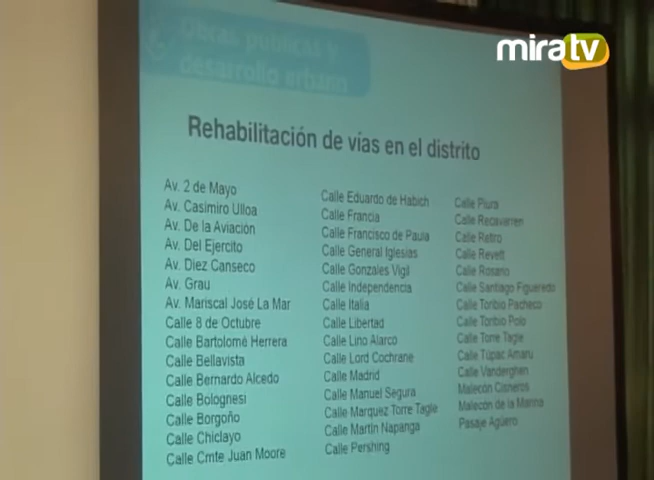 miratv
Obras públicas y
desarrollo urbano
Rehabilitación de vías en el distrito
Av. 2 de Mayo
Av. Casimiro Ulloa
Av. De la Aviación
Av. Del Ejercito
Av. Diez Canseco
Av. Grau
Av. Mariscal José La Mar
Calle 8 de Octubre
Calle Bartolomé Herrera
Calle Bellavista
Calle Bernardo Alcedo
Calle Bolognesi
Calle Borgoño
Calle Chiclayo
Calle Cmte Juan Moore
Calle Eduardo de Habich
Calle Francia
Calle Francisco de Paula
Calle General Iglesias
Calle Gonzales Vigil
Calle Independencia
Calle Italia
Calle Libertad
Calle Lino Alarco
Calle Lord Cochrane
Calle Madrid
Calle Manuel Segura
Calle Marquez Torre Tagle
Calle Martín Napanga
Calle Pershing
Calle Piura
Calle Recavarren
Calle Retiro
Calle Revett
Calle Rosario
Calle Santiago Figueredo
Calle Toribio Pacheco
Calle Toribio Polo
Calle Torre Tagle
Calle Túpac Amaru
Calle Vanderghen
Malecón Cisneros
Malecón de la Marina
Pasaje Agüero